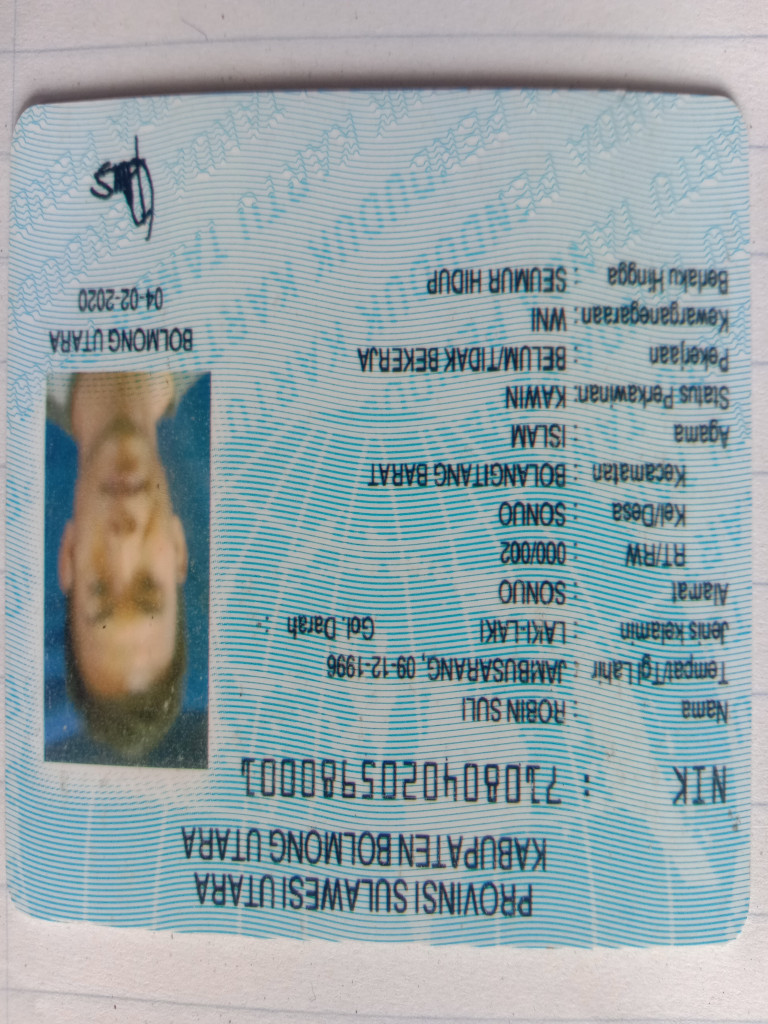 PROVINSI SULAWESI UTARA
KABUPATEN BOLMONG UTARA
NIK : 7108040205980001
Nama : ROBIN SULI
Tempat/Tgl Lahir : JAMBUSARANG, 09-12-1996
Jenis kelamin : LAKI-LAKI Gol. Darah :
Alamat : SONUO
RT/RW : 000/002
Kel/Desa : SONUO
Kecamatan : BOLANGITANG BARAT
Agama : ISLAM
Status Perkawinan: KAWIN
Pekerjaan : BELUM/TIDAK BEKERJA
Kewarganegaraan: WNI
Berlaku Hingga : SEUMUR HIDUP
BOLMONG UTARA
04-02-2020